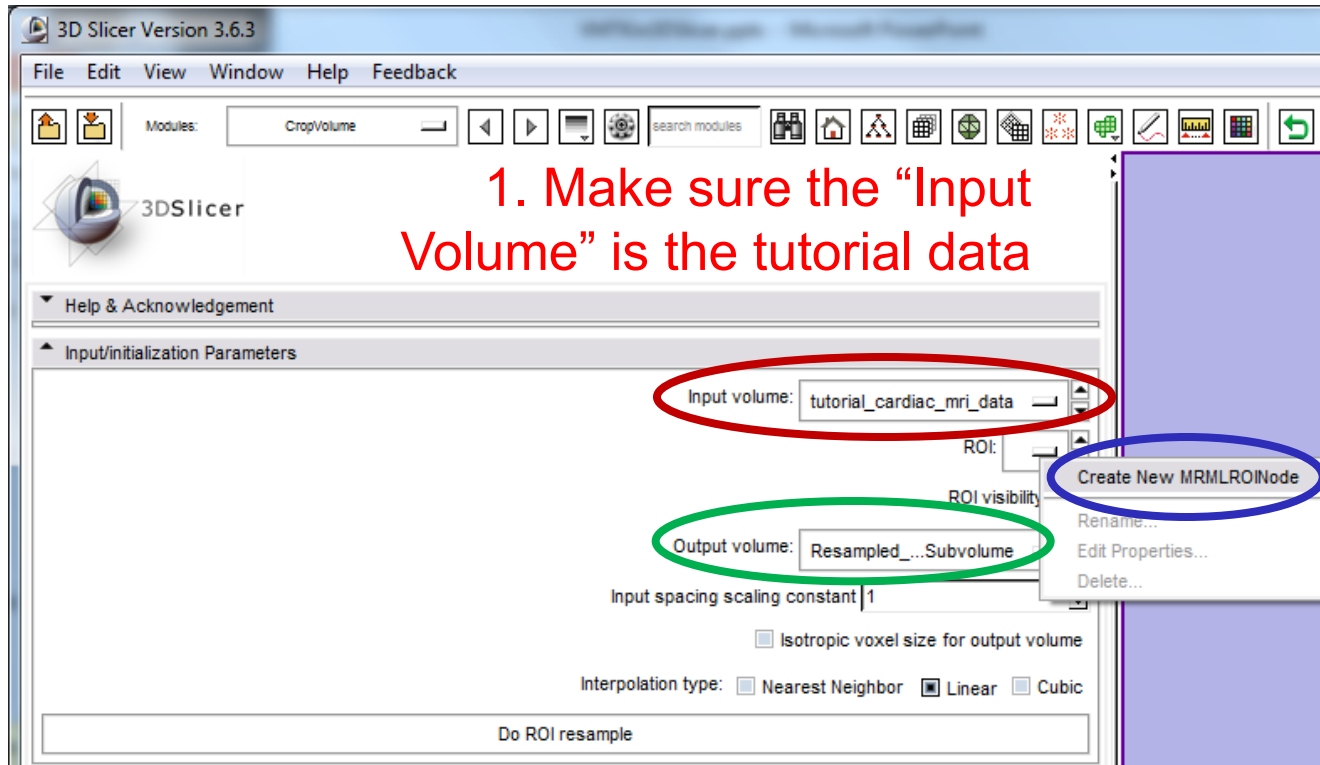 3D Slicer Version 3.6.3
File Edit View Window Help Feedback
Modules: CropVolume search modules
3DSlicer
1. Make sure the “Input
Volume” is the tutorial data
Help & Acknowledgement
Input/initialization Parameters
Input volume: tutorial_cardiac_mri_data
ROI:
Create New MRMLROINode
ROI visibility
Rename...
Output volume: Resampled_...Subvolume
Edit Properties...
Delete...
Input spacing scaling constant 1
Isotropic voxel size for output volume
Interpolation type: Nearest Neighbor Linear Cubic
Do ROI resample